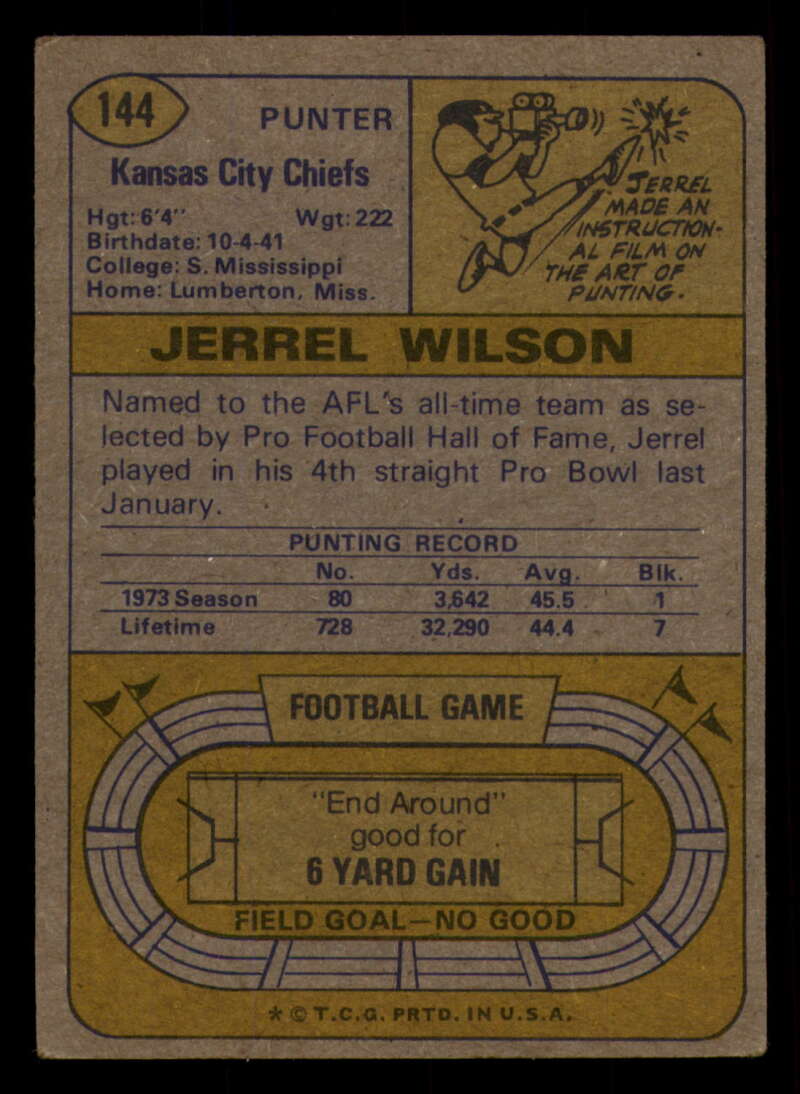 144
PUNTER
Kansas City Chiefs
Hgt: 6'4" Wgt: 222
Birthdate: 10-4-41
College: S. Mississippi
Home: Lumberton, Miss.
JERREL
MADE AN
INSTRUCTION-
AL FILM ON
THE ART OF
PUNTING.
JERREL WILSON
Named to the AFL's all-time team as se-
lected by Pro Football Hall of Fame, Jerrel
played in his 4th straight Pro Bowl last
January.
PUNTING RECORD
No. Yds. Avg. Blk.
1973 Season 80 3,642 45.5 1
Lifetime 728 32,290 44.4 7
FOOTBALL GAME
"End Around"
good for
6 YARD GAIN
FIELD GOAL—NO GOOD
* © T.C.G. PRTD. IN U.S.A.